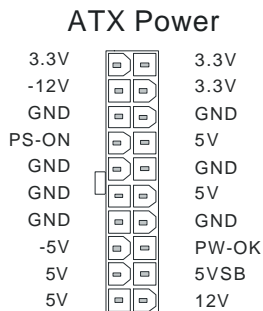 ATX Power
3.3V 3.3V
-12V 3.3V
GND GND
PS-ON 5V
GND GND
GND 5V
GND GND
-5V PW-OK
5V 5VSB
5V 12V